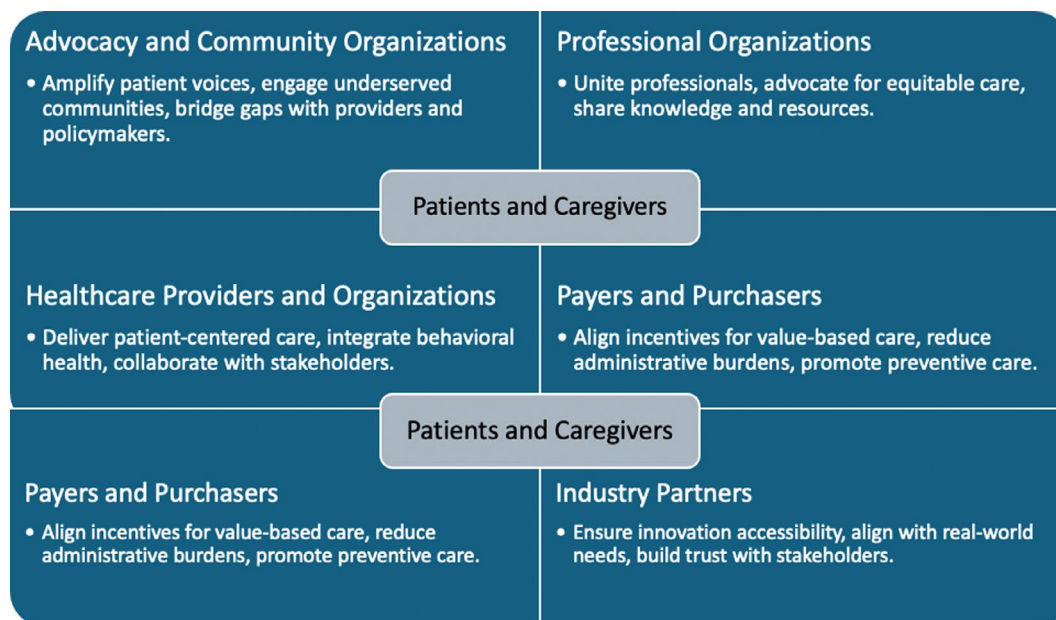 Advocacy and Community Organizations
• Amplify patient voices, engage underserved
communities, bridge gaps with providers and
policymakers.
Professional Organizations
• Unite professionals, advocate for equitable care,
share knowledge and resources.
Patients and Caregivers
Healthcare Providers and Organizations
• Deliver patient-centered care, integrate behavioral
health, collaborate with stakeholders.
Payers and Purchasers
• Align incentives for value-based care, reduce
administrative burdens, promote preventive care.
Patients and Caregivers
Payers and Purchasers
• Align incentives for value-based care, reduce
administrative burdens, promote preventive care.
Industry Partners
• Ensure innovation accessibility, align with real-world
needs, build trust with stakeholders.